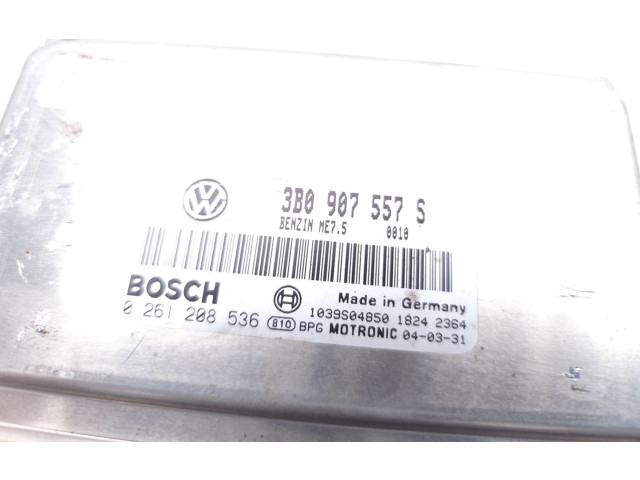 3B0 907 557 S
BENZIN ME7.5 0010
BOSCH
Made in Germany
1039S04850 1824 2364
0 261 208 536 810 BPG MOTRONIC 04-03-31